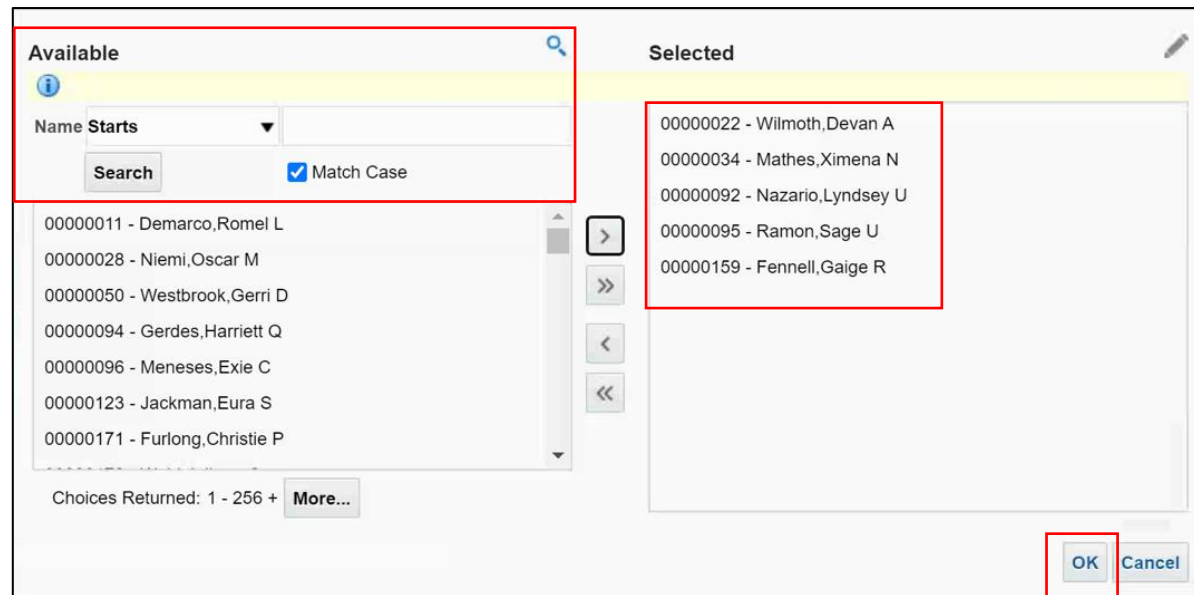 Available
Name Starts
Search Match Case
00000011 - Demarco,Romel L
00000028 - Niemi,Oscar M
00000050 - Westbrook,Gerri D
00000094 - Gerdes,Harriett Q
00000096 - Meneses,Exie C
00000123 - Jackman,Eura S
00000171 - Furlong,Christie P
Choices Returned: 1 - 256 + More...
Selected
00000022 - Wilmoth,Devan A
00000034 - Mathes,Ximena N
00000092 - Nazario,Lyndsey U
00000095 - Ramon,Sage U
00000159 - Fennell,Gaige R
OK Cancel